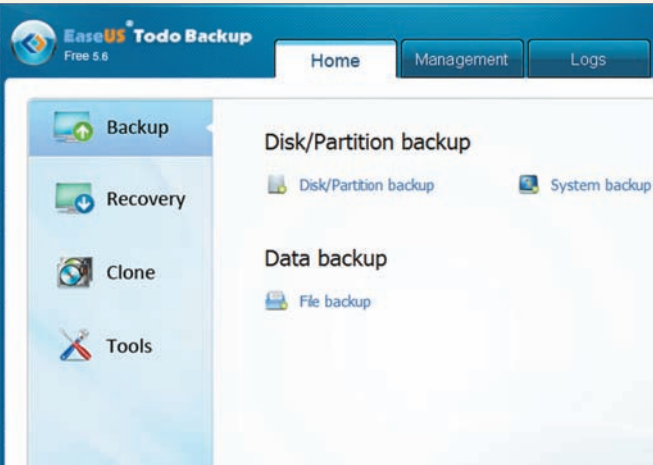 EaseUS® Todo Backup
Free 5.6
Home Management Logs
Backup
Recovery
Clone
Tools
Disk/Partition backup
Disk/Partition backup System backup
Data backup
File backup